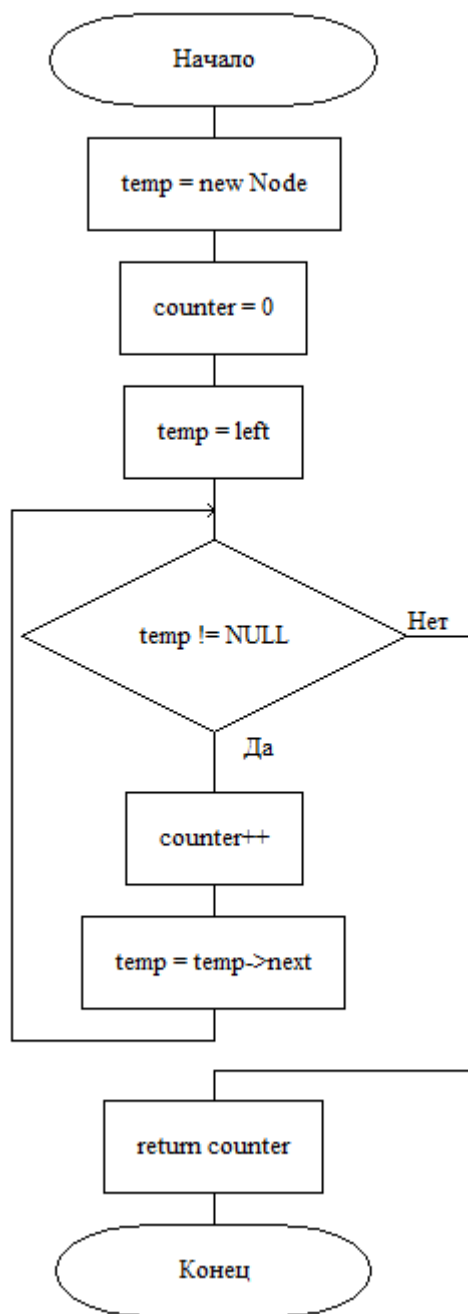 Начало
temp = new Node
counter = 0
temp = left
temp != NULL
Нет
Да
counter++
temp = temp->next
return counter
Конец